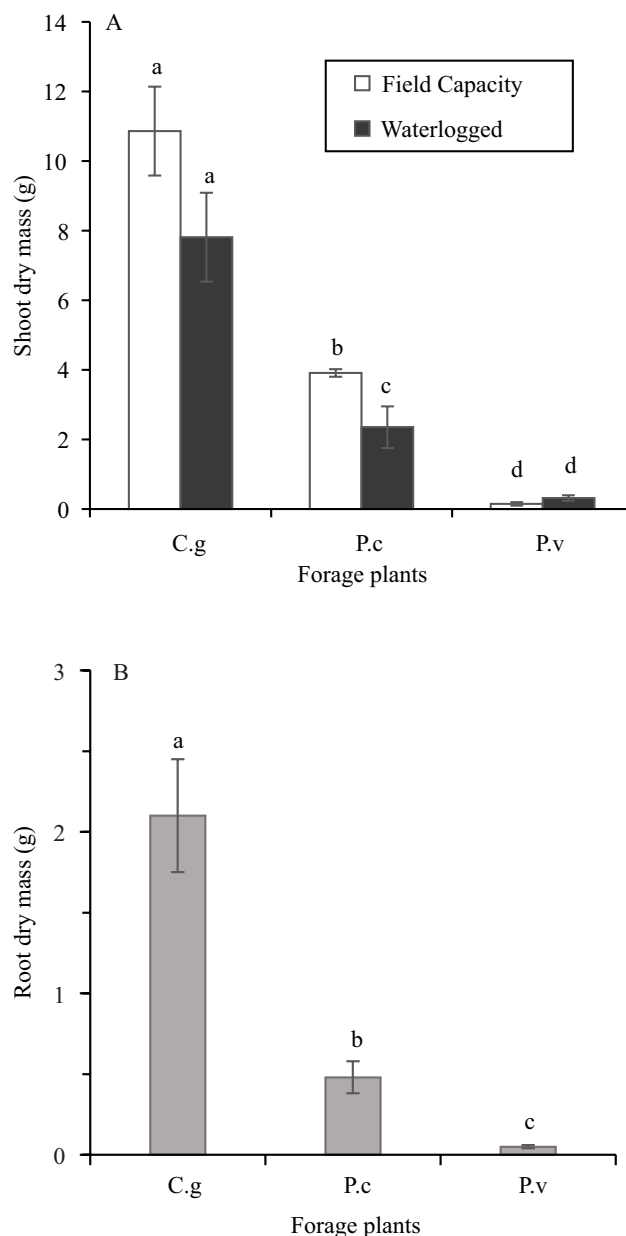 A
14
12
10
8
6
4
2
0
Shoot dry mass (g)
Field Capacity
Waterlogged
a
a
b
c
d
d
C.g P.c P.v
Forage plants
B
3
2
1
0
Root dry mass (g)
a
b
c
C.g P.c P.v
Forage plants